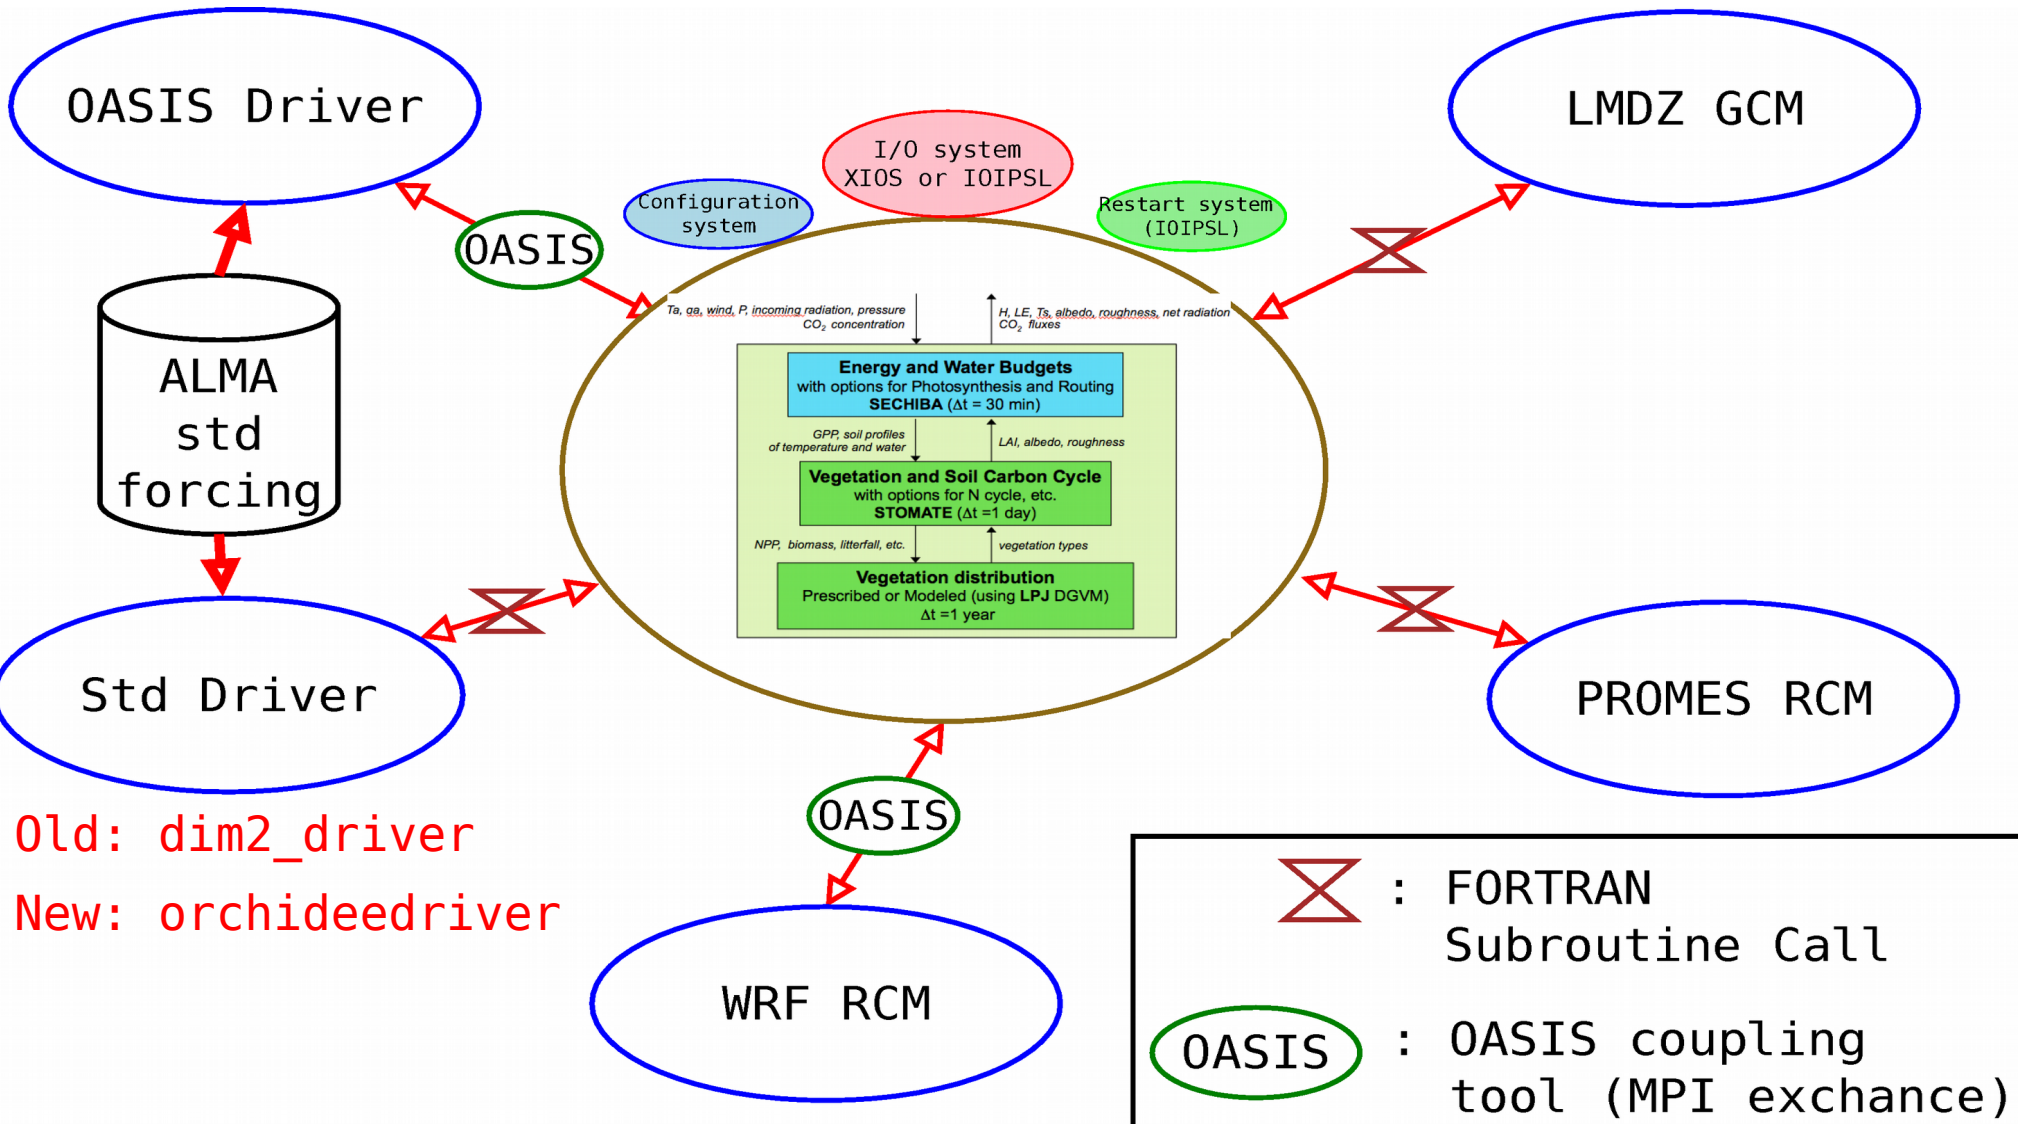 OASIS Driver
LMDZ GCM
I/O system
XIOS or IOIPSL
Configuration
system
Restart system
(IOIPSL)
OASIS
Ta, qa, wind, P, incoming radiation, pressure
CO2 concentration
H, LE, Ts, albedo, roughness, net radiation
CO2 fluxes
ALMA
std
forcing
Energy and Water Budgets
with options for Photosynthesis and Routing
SECHIBA (Δt = 30 min)
GPP, soil profiles
of temperature and water
LAI, albedo, roughness
Vegetation and Soil Carbon Cycle
with options for N cycle, etc.
STOMATE (Δt =1 day)
NPP, biomass, litterfall, etc.
vegetation types
Vegetation distribution
Prescribed or Modeled (using LPJ DGVM)
Δt =1 year
Std Driver
PROMES RCM
Old: dim2_driver
New: orchideedriver
OASIS
WRF RCM
: FORTRAN
Subroutine Call
OASIS : OASIS coupling
tool (MPI exchance)